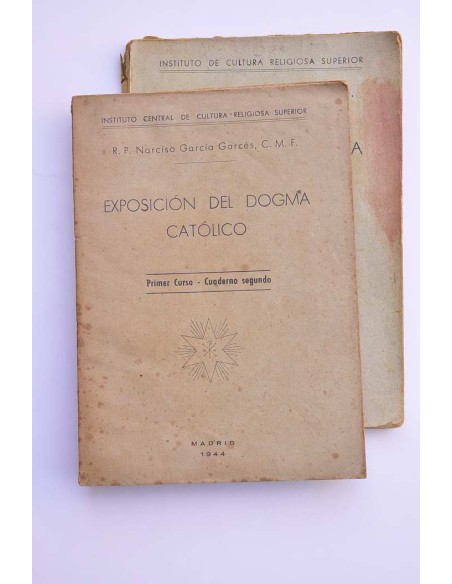 INSTITUTO DE CULTURA RELIGIOSA SUPERIOR
A
INSTITUTO CENTRAL DE CULTURA RELIGIOSA SUPERIOR
R. P. Narciso García Garcés, C. M. F.
EXPOSICIÓN DEL DOGMA
CATÓLICO
Primer Curso - Cuaderno segundo
MADRID
1944